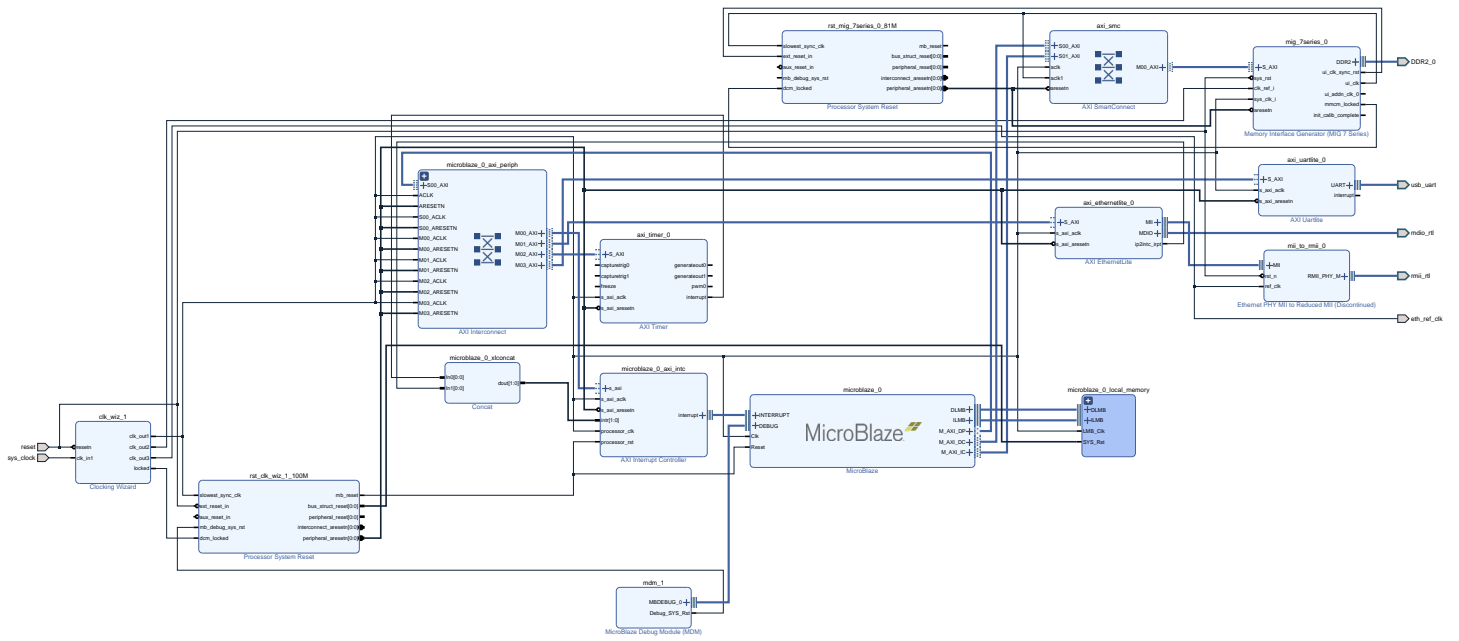 rst_mig_7series_0_81M
slowest_sync_clk
ext_reset_in
aux_reset_in
mb_debug_sys_rst
dcm_locked
mb_reset
bus_struct_reset[0:0]
peripheral_reset[0:0]
interconnect_aresetn[0:0]
peripheral_aresetn[0:0]
Processor System Reset
axi_smc
S00_AXI
S01_AXI
aclk
aclk1
aresetn
M00_AXI
AXI SmartConnect
mig_7series_0
S_AXI
sys_rst
clk_ref_i
sys_clk_i
aresetn
DDR2
ui_clk_sync_rst
ui_clk
ui_addn_clk_0
mmcm_locked
init_calib_complete
Memory Interface Generator (MIG 7 Series)
DDR2_0
microblaze_0_axi_periph
S00_AXI
ACLK
ARESETN
S00_ACLK
S00_ARESETN
M00_ACLK
M00_ARESETN
M01_ACLK
M01_ARESETN
M02_ACLK
M02_ARESETN
M03_ACLK
M03_ARESETN
M00_AXI
M01_AXI
M02_AXI
M03_AXI
AXI Interconnect
axi_timer_0
S_AXI
capturetrig0
capturetrig1
freeze
s_axi_aclk
s_axi_aresetn
generateout0
generateout1
pwm0
interrupt
AXI Timer
axi_uartlite_0
S_AXI
s_axi_aclk
s_axi_aresetn
UART
interrupt
AXI Uartlite
usb_uart
axi_ethernetlite_0
S_AXI
s_axi_aclk
s_axi_aresetn
MII
MDIO
ip2intc_irpt
AXI EthernetLite
mdio_rtl
mii_to_rmii_0
MII
rst_n
ref_clk
RMII_PHY_M
Ethernet PHY MII to Reduced MII (Discontinued)
rmii_rtl
eth_ref_clk
microblaze_0_xlconcat
In0[0:0]
In1[0:0]
dout[1:0]
Concat
microblaze_0_axi_intc
s_axi
s_axi_aclk
s_axi_aresetn
intr[1:0]
processor_clk
processor_rst
interrupt
AXI Interrupt Controller
microblaze_0
INTERRUPT
DEBUG
Clk
Reset
MicroBlaze
DLMB
ILMB
M_AXI_DP
M_AXI_DC
M_AXI_IC
MicroBlaze
microblaze_0_local_memory
DLMB
ILMB
LMB_Clk
SYS_Rst
reset
sys_clock
clk_wiz_1
resetn
clk_in1
clk_out1
clk_out2
clk_out3
locked
Clocking Wizard
rst_clk_wiz_1_100M
slowest_sync_clk
ext_reset_in
aux_reset_in
mb_debug_sys_rst
dcm_locked
mb_reset
bus_struct_reset[0:0]
peripheral_reset[0:0]
interconnect_aresetn[0:0]
peripheral_aresetn[0:0]
Processor System Reset
mdm_1
MBDEBUG_0
Debug_SYS_Rst
MicroBlaze Debug Module (MDM)